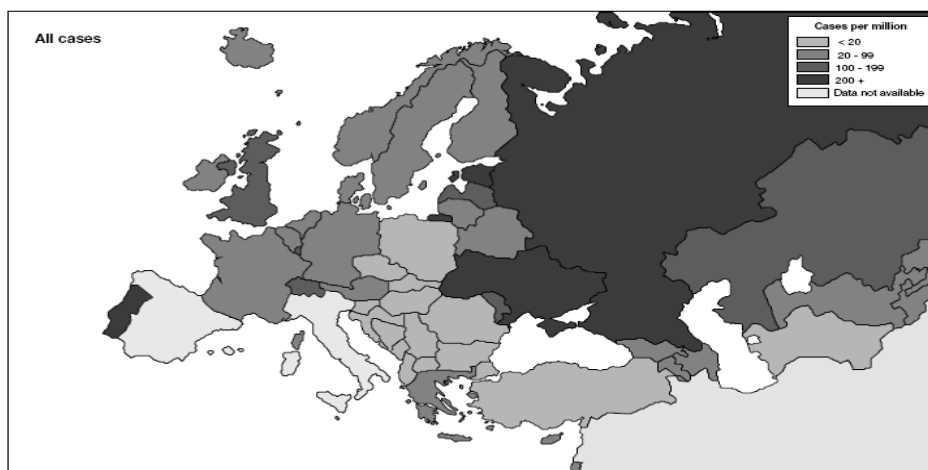 All cases
Cases per million
< 20
20 - 99
100 - 199
200 +
Data not available